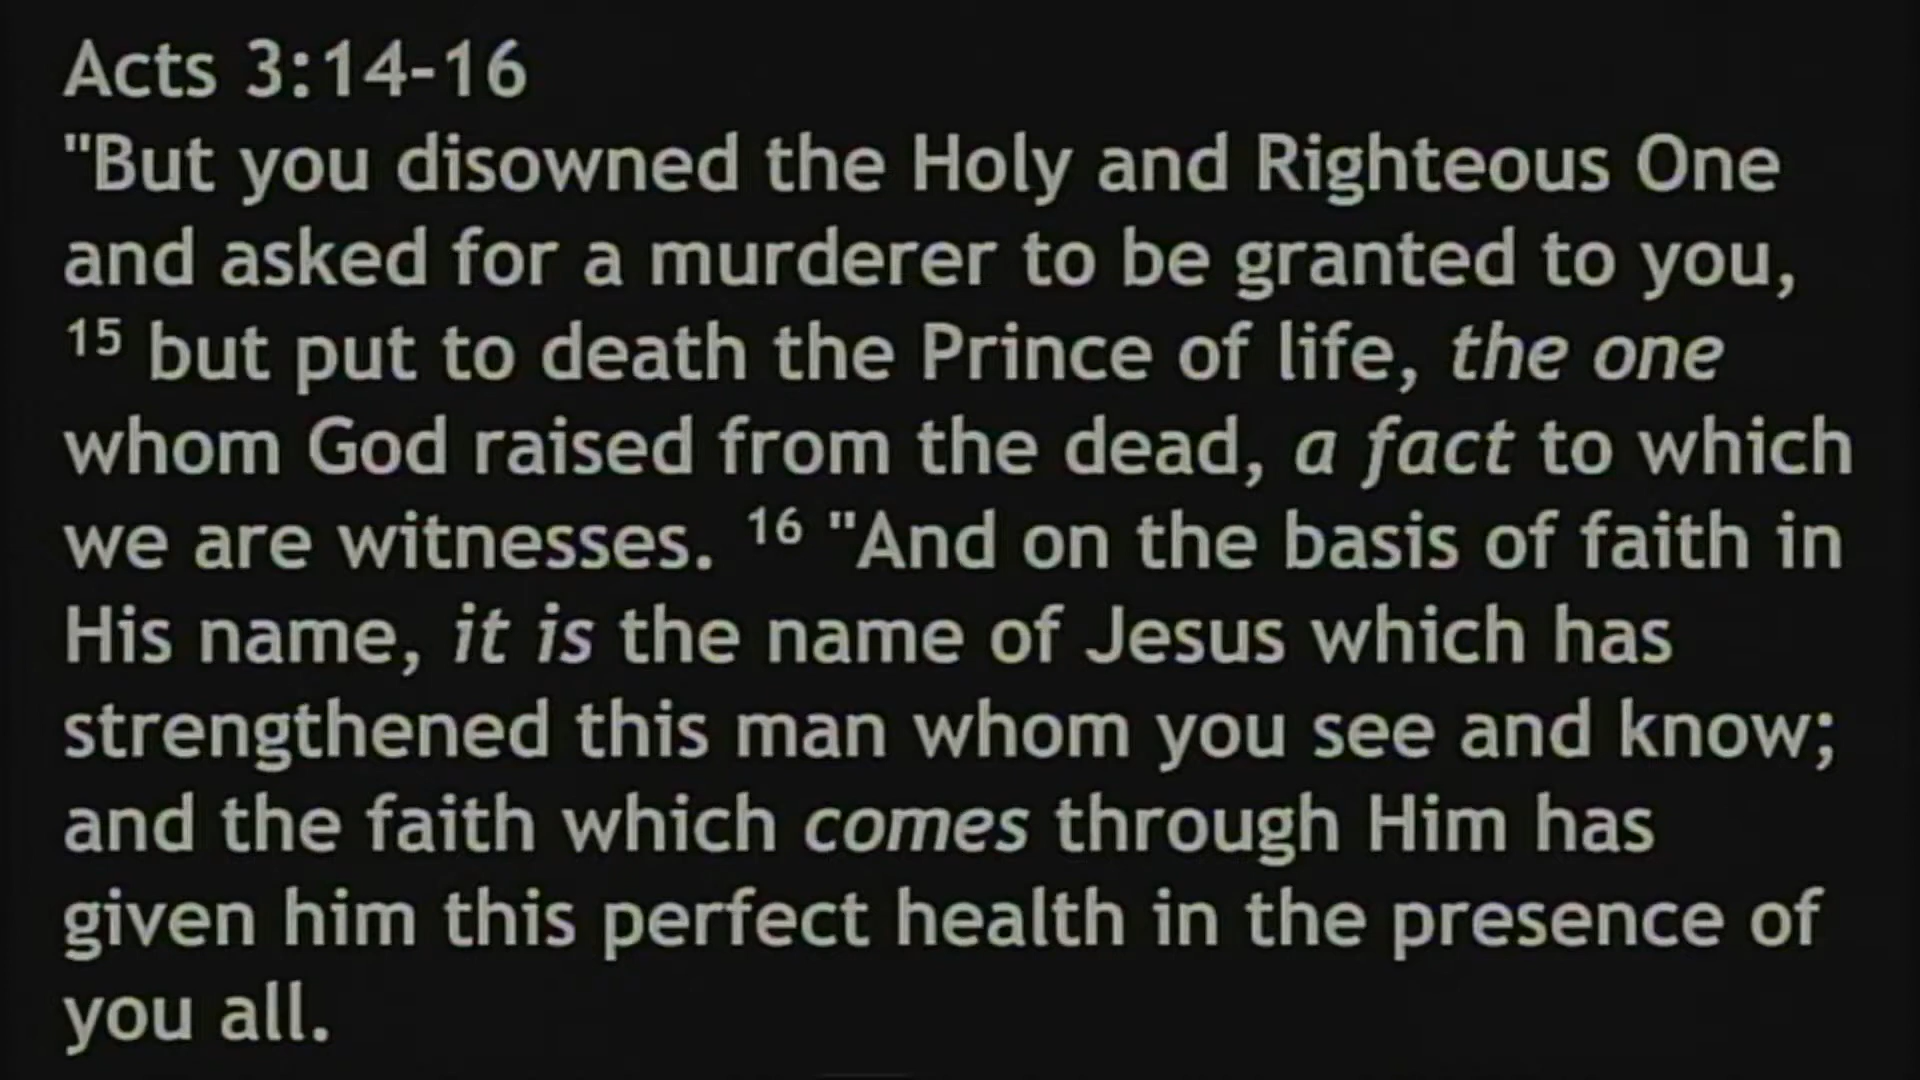 Acts 3:14-16
"But you disowned the Holy and Righteous One
and asked for a murderer to be granted to you,
15 but put to death the Prince of life, the one
whom God raised from the dead, a fact to which
we are witnesses. 16 "And on the basis of faith in
His name, it is the name of Jesus which has
strengthened this man whom you see and know;
and the faith which comes through Him has
given him this perfect health in the presence of
you all.